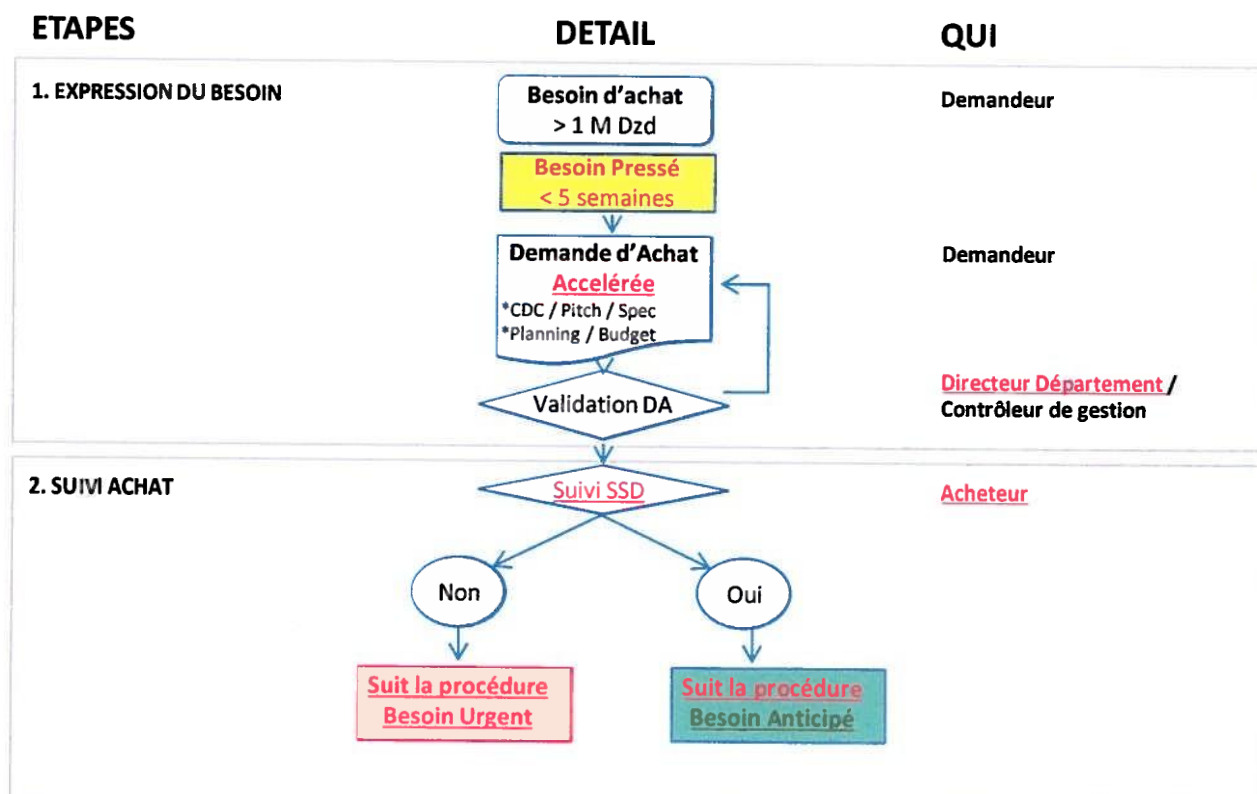 ETAPES
DETAIL
QUI
1. EXPRESSION DU BESOIN
Besoin d'achat
> 1 M Dzd
Demandeur
Besoin Pressé
< 5 semaines
Demande d'Achat
Accelérée
*CDC / Pitch / Spec
*Planning / Budget
Demandeur
Validation DA
Directeur Département /
Contrôleur de gestion
2. SUIVI ACHAT
Suivi SSD
Acheteur
Non
Oui
Suit la procédure
Besoin Urgent
Suit la procédure
Besoin Anticipé